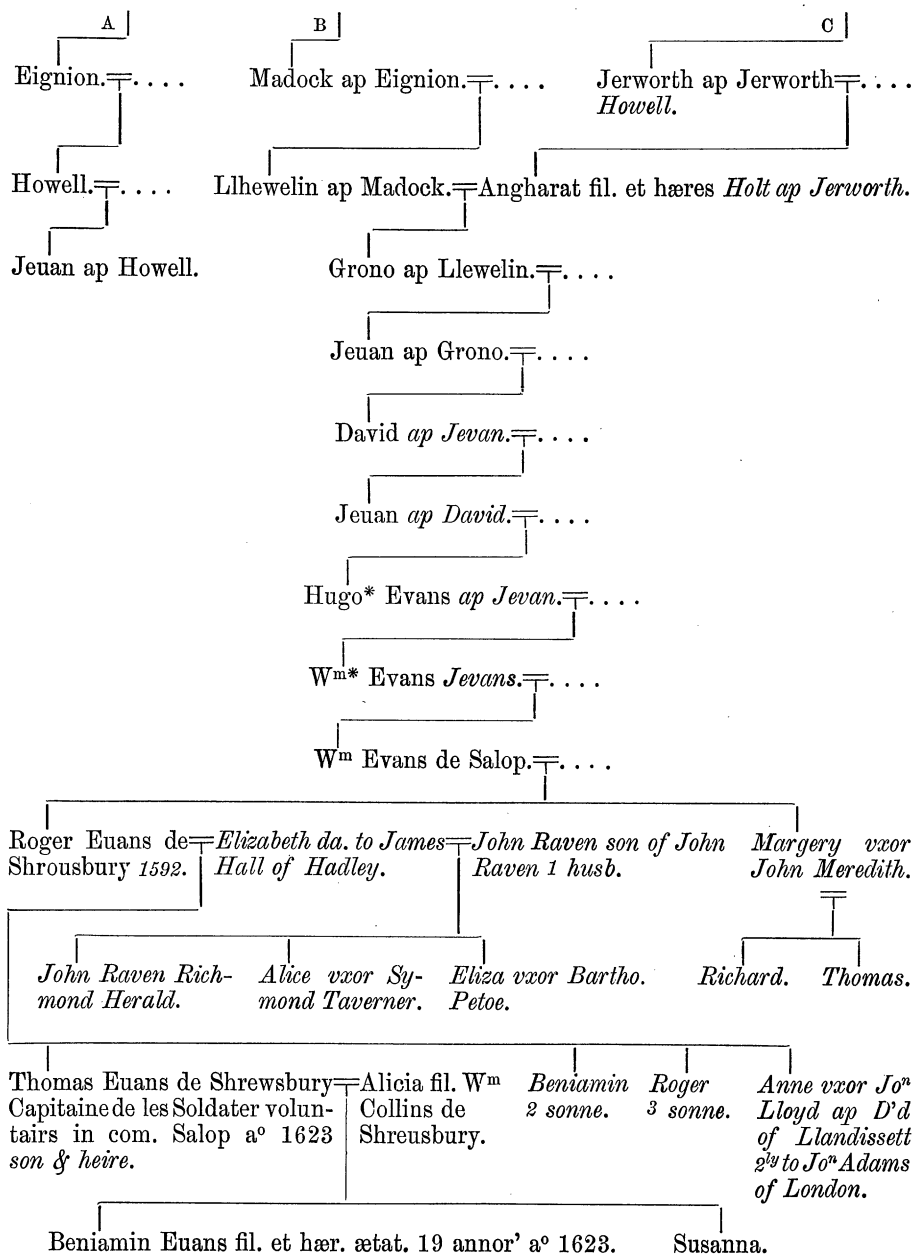 A B C
Eignion. . . . . Madock ap Eignion. . . . . Jerworth ap Jerworth . . . .
Howell.
Howell. . . . . Llhewelin ap Madock. Angharat fil. et hæres Holt ap Jerworth.
Jeuan ap Howell. Grono ap Llewelin. . . . .
Jeuan ap Grono. . . . .
David ap Jevan. . . . .
Jeuan ap David. . . . .
Hugo* Evans ap Jevan. . . . .
Wm* Evans Jevans. . . . .
Wm Evans de Salop. . . . .
Roger Euans de
Shrousbury 1592.
Elizabeth da. to James
Hall of Hadley.
John Raven son of John
Raven 1 husb.
Margery vxor
John Meredith.
John Raven Rich-
mond Herald.
Alice vxor Sy-
mond Taverner.
Eliza vxor Bartho.
Petoe.
Richard. Thomas.
Thomas Euans de Shrewsbury
Capitaine de les Soldater volun-
tairs in com. Salop ao 1623
son & heire.
Alicia fil. Wm
Collins de
Shreusbury.
Beniamin
2 sonne.
Roger
3 sonne.
Anne vxor Jon
Lloyd ap D'd
of Llandissett
2ly to Jon Adams
of London.
Beniamin Euans fil. et hær. ætat. 19 annor' ao 1623. Susanna.